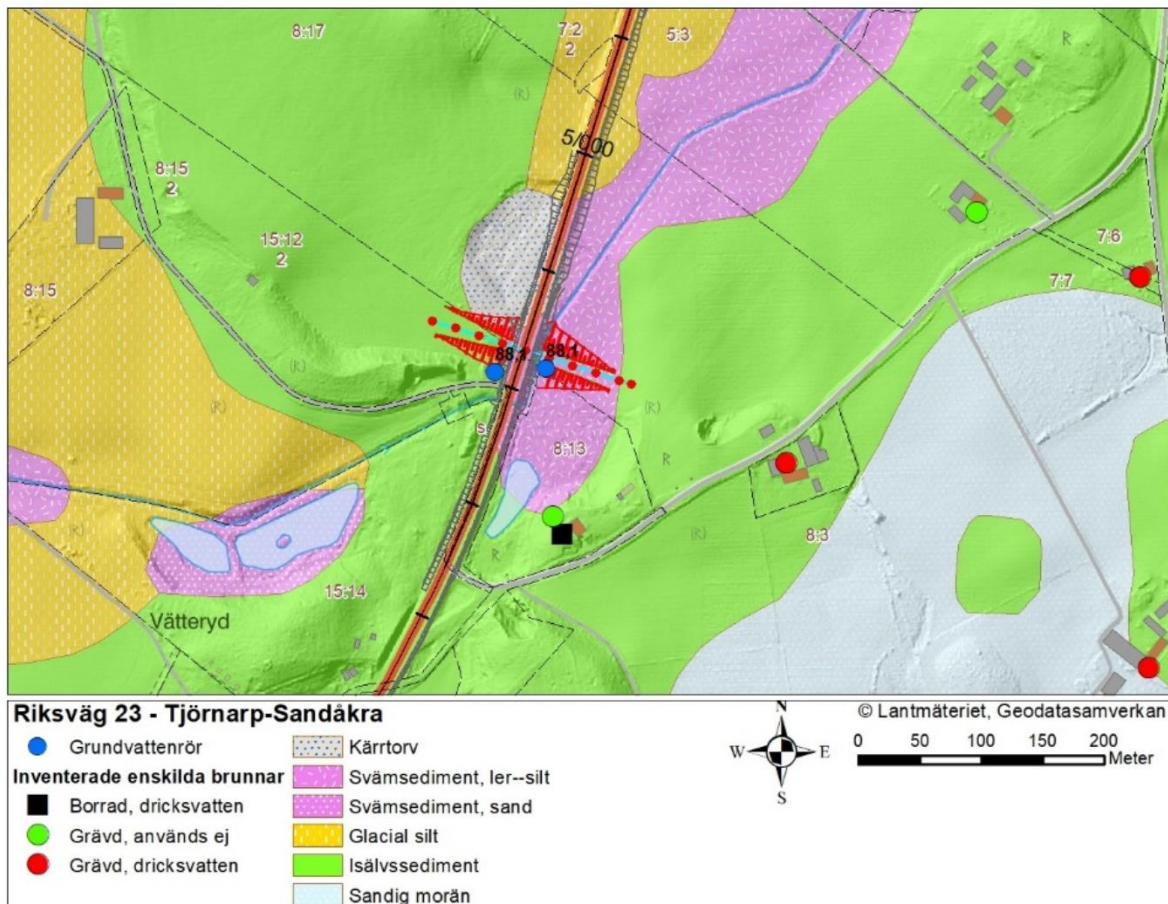 8:17
7:2
2
5:3
R
(R)
5/000
8:15
2
15:12
2
7:6
8:15
7:7
88,1
88,1
(R)
(R)
(R)
S
8:13
R
8:3
(R)
R
15:14
Vätteryd
Riksväg 23 - Tjörnarp-Sandåkra
Grundvattenrör
Inventerade enskilda brunnar
Borrad, dricksvatten
Grävd, används ej
Grävd, dricksvatten
Kärrtorv
Svämsediment, ler--silt
Svämsediment, sand
Glacial silt
Isälvssediment
Sandig morän
N
W E
S
© Lantmäteriet, Geodatasamverkan
0 50 100 150 200
Meter